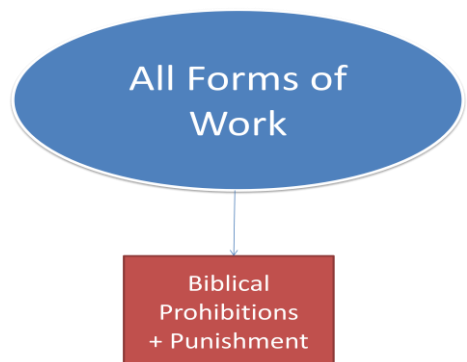 All Forms of
Work
Biblical
Prohibitions
+ Punishment